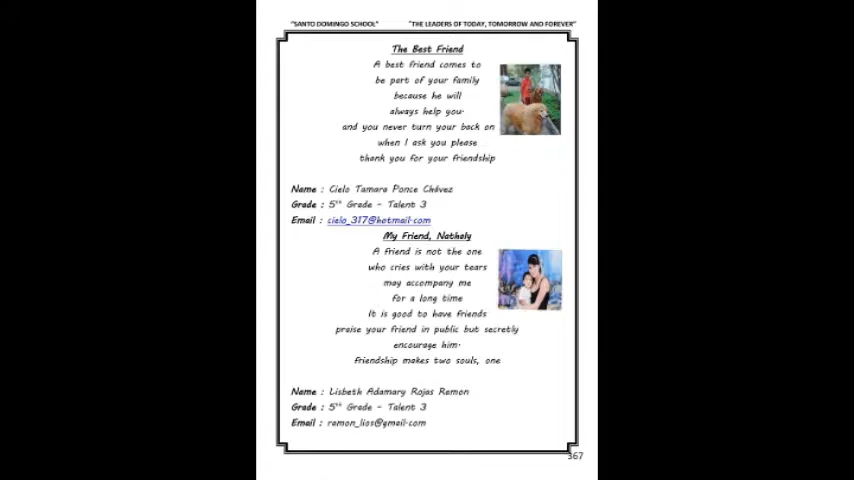 "SANTO DOMINGO SCHOOL" "THE LEADERS OF TODAY, TOMORROW AND FOREVER"
The Best Friend
A best friend comes to
be part of your family
because he will
always help you.
and you never turn your back on
when I ask you please
thank you for your friendship
Name : Cielo Tamara Ponce Chávez
Grade : 5th Grade - Talent 3
Email : cielo_317@hotmail.com
My Friend, Nathaly
A friend is not the one
who cries with your tears
may accompany me
for a long time
It is good to have friends
praise your friend in public but secretly
encourage him.
friendship makes two souls, one
Name : Lisbeth Adamary Rojas Ramon
Grade : 5th Grade - Talent 3
Email : ramon_lios@gmail.com
367